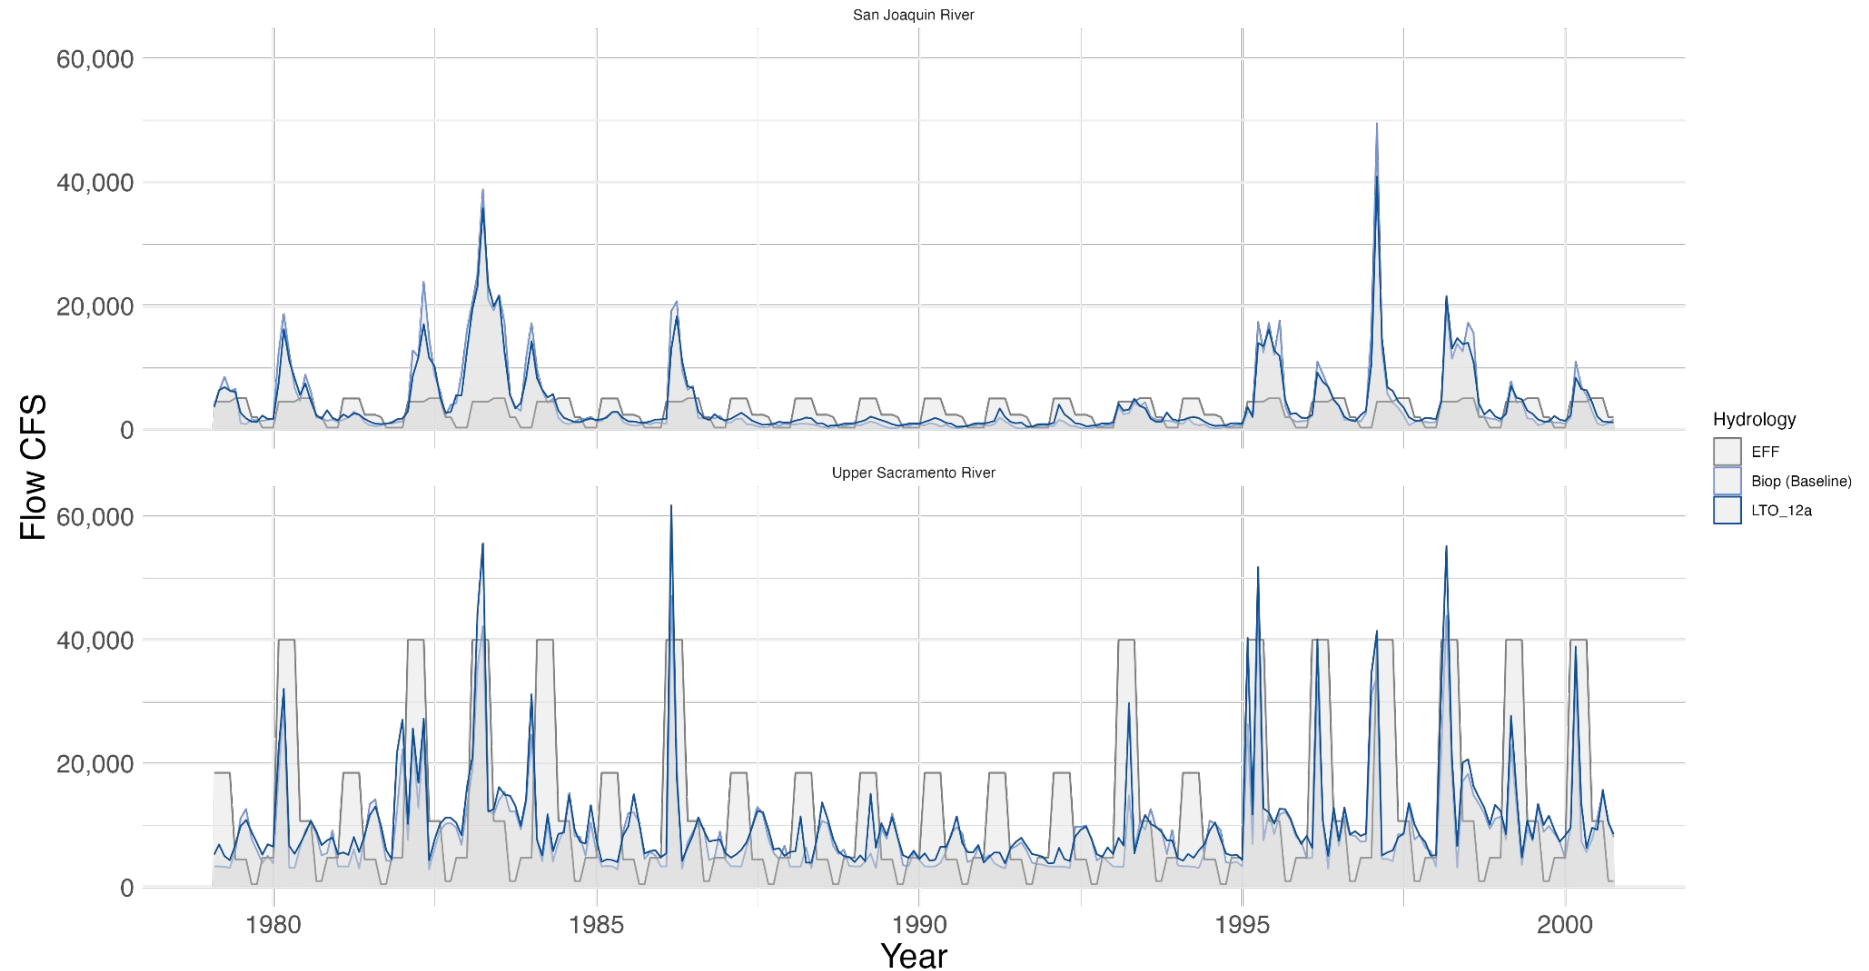 San Joaquin River
60,000
40,000
20,000
0
Upper Sacramento River
60,000
40,000
20,000
0
Flow CFS
1980 1985 1990 1995 2000
Year
Hydrology
EFF
Biop (Baseline)
LTO_12a